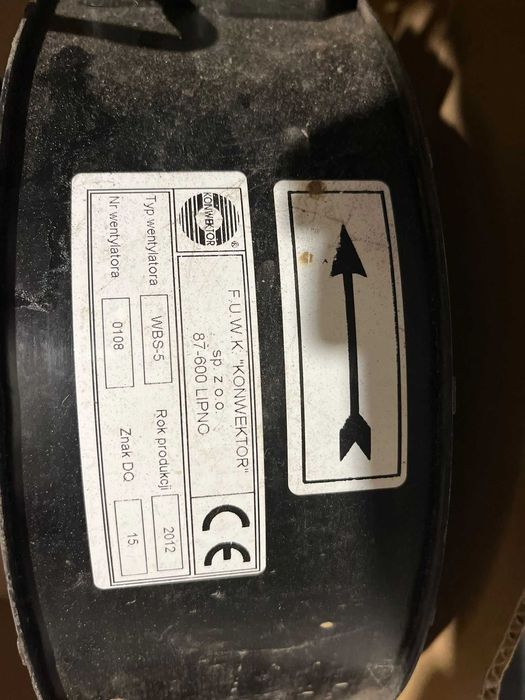 KONWEKTOR
®
F.U.W.K. "KONWEKTOR"
sp. z o.o.
87-600 LIPNO
CE
Typ wentylatora WBS-5 Rok produkcji 2012
Nr wentylatora 0108 Znak DQ 15